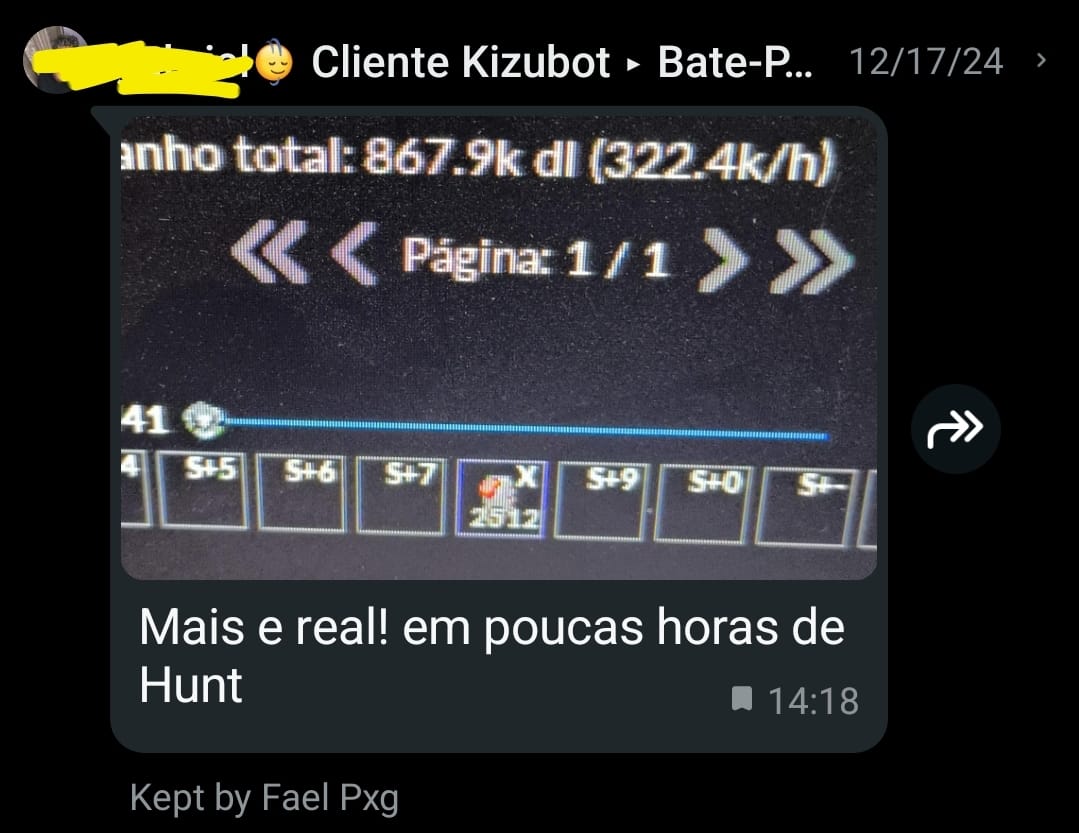 Cliente Kizubot ▸ Bate-P... 12/17/24
anho total: 867.9k dl (322.4k/h)
Página: 1 / 1
41
4 S+5 S+6 S+7 X S+9 S+0 S+-
2512
Mais e real! em poucas horas de
Hunt
14:18
Kept by Fael Pxg